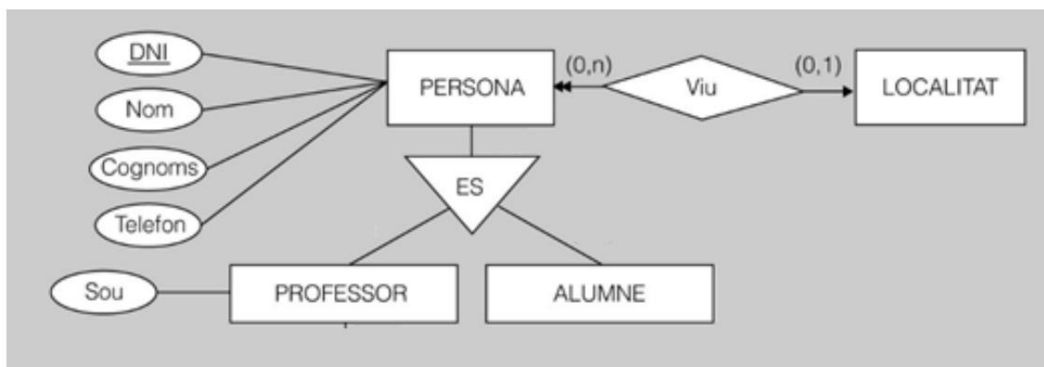 DNI
PERSONA
(0,n)
Viu
(0,1)
LOCALITAT
Nom
Cognoms
ES
Telefon
Sou
PROFESSOR
ALUMNE